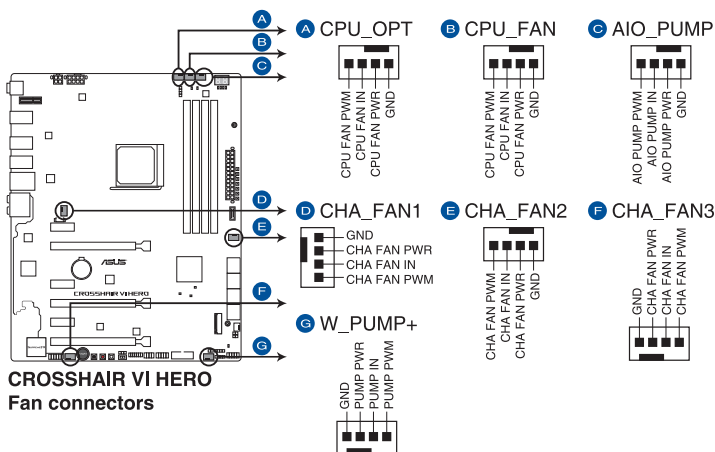 A
B
C
D
E
F
G
ASUS
CROSSHAIR VI HERO
CROSSHAIR VI HERO
Fan connectors
A CPU_OPT
CPU FAN PWM
CPU FAN IN
CPU FAN PWR
GND
B CPU_FAN
CPU FAN PWM
CPU FAN IN
CPU FAN PWR
GND
C AIO_PUMP
AIO PUMP PWM
AIO PUMP IN
AIO PUMP PWR
GND
D CHA_FAN1
GND
CHA FAN PWR
CHA FAN IN
CHA FAN PWM
E CHA_FAN2
CHA FAN PWM
CHA FAN IN
CHA FAN PWR
GND
F CHA_FAN3
GND
CHA FAN PWR
CHA FAN IN
CHA FAN PWM
G W_PUMP+
GND
PUMP PWR
PUMP IN
PUMP PWM